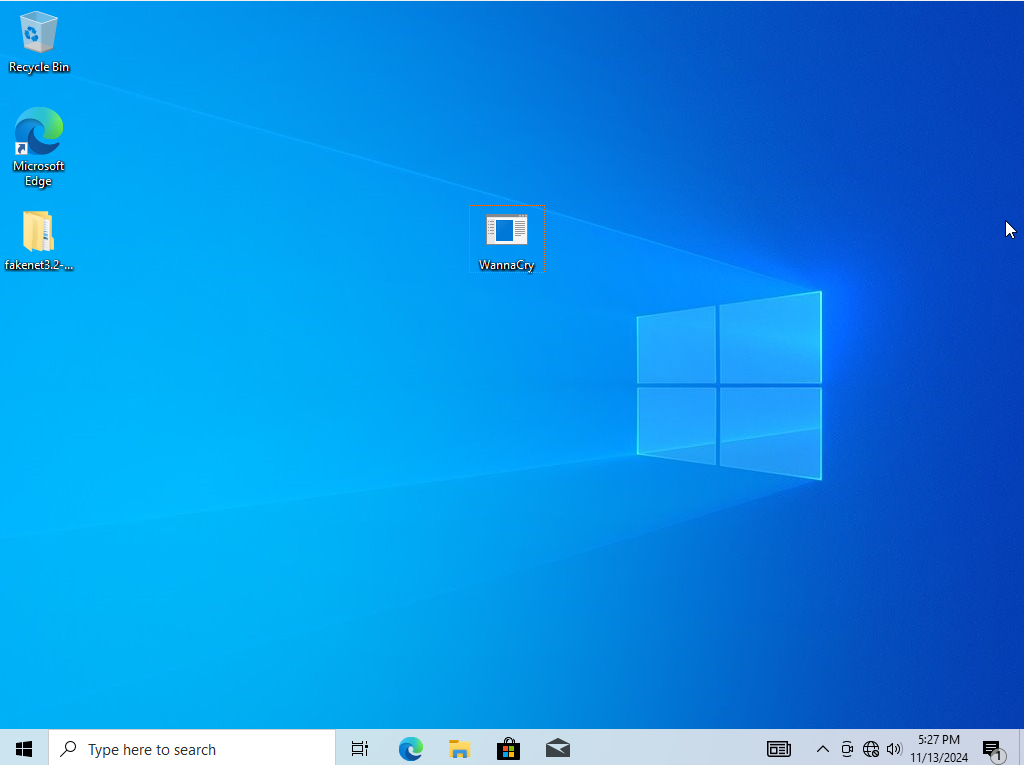 Recycle Bin
Microsoft
Edge
fakenet3.2-...
WannaCry
Type here to search
5:27 PM
11/13/2024
1